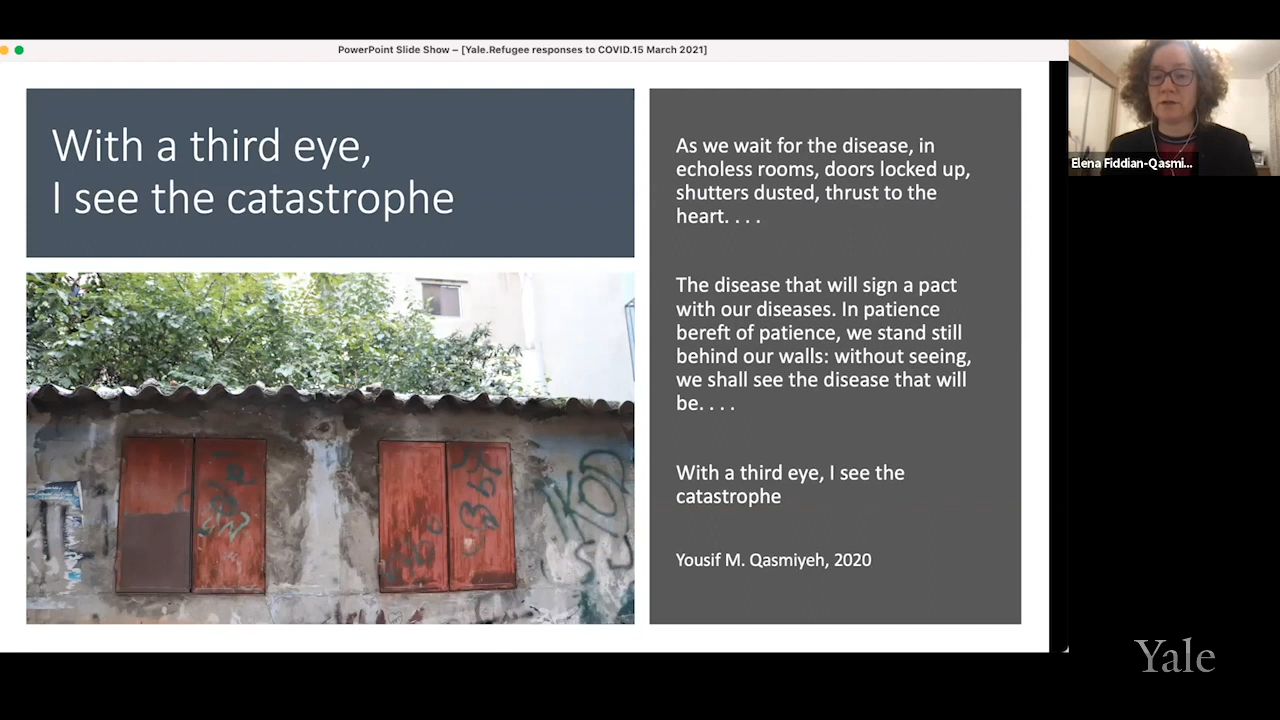 PowerPoint Slide Show – [Yale.Refugee responses to COVID.15 March 2021]
With a third eye,
I see the catastrophe
As we wait for the disease, in
echoless rooms, doors locked up,
shutters dusted, thrust to the
heart. . . .
The disease that will sign a pact
with our diseases. In patience
bereft of patience, we stand still
behind our walls: without seeing,
we shall see the disease that will
be. . . .
With a third eye, I see the
catastrophe
Yousif M. Qasmiyeh, 2020
Elena Fiddian-Qasmi...
Yale